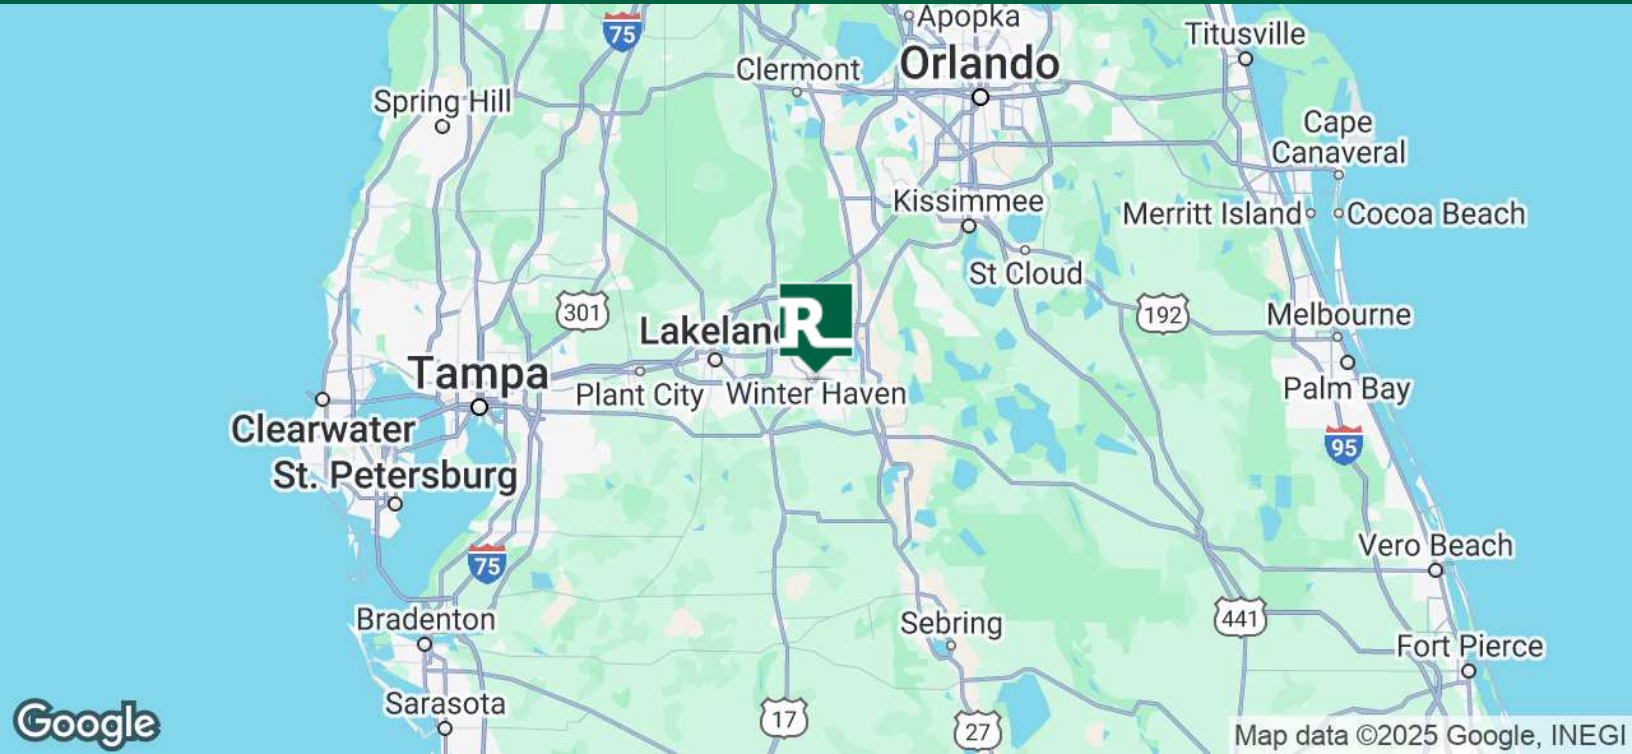 Apopka
Titusville
75
Orlando
Clermont
Spring Hill
Cape
Canaveral
Kissimmee
Merritt Island
Cocoa Beach
St Cloud
301
192
Melbourne
R
Lakelan
Tampa
Plant City
Winter Haven
Palm Bay
Clearwater
95
St. Petersburg
75
Vero Beach
Bradenton
Sebring
441
Fort Pierce
Sarasota
17
27
Google
Map data ©2025 Google, INEGI